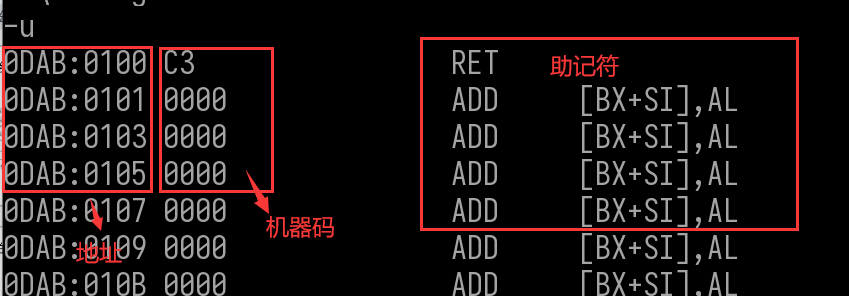 -u
0DAB:0100 C3 RET 助记符
0DAB:0101 0000 ADD [BX+SI],AL
0DAB:0103 0000 ADD [BX+SI],AL
0DAB:0105 0000 ADD [BX+SI],AL
0DAB:0107 0000 ADD [BX+SI],AL
机器码
0DAB:0109 0000 ADD [BX+SI],AL
地址
0DAB:010B 0000 ADD [BX+SI],AL